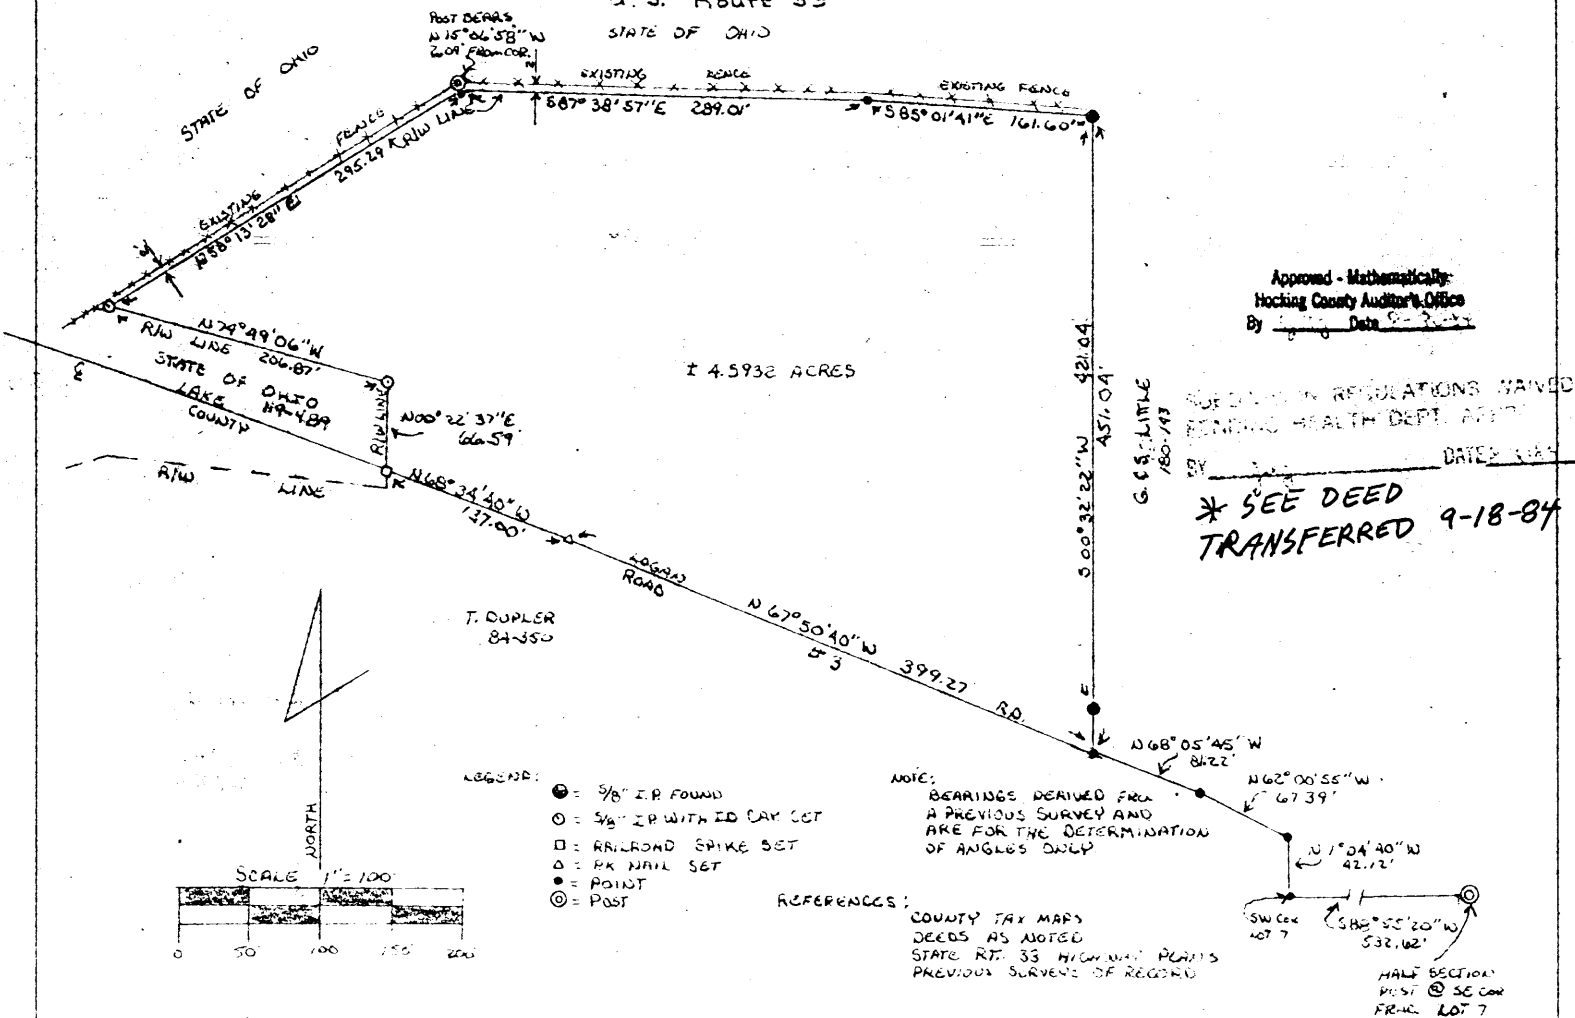 U.S. Route 33
STATE OF OHIO
POST BEARS
N 15°06'58" W
2.09' FROM COR.
STATE OF OHIO
EXISTING FENCE
EXISTING FENCE
S87°38'57"E 289.01'
S85°01'41"E 161.60'
R/W LINE
EXISTING FENCE
N58°13'28"E
295.29
N74°49'06"W
R/W LINE 206.87'
STATE OF OHIO
119-489
LAKE
COUNTY
R/W LINE
N00°22'37"E
66.59
R/W LINE
N68°34'40"W
137.00'
LOGAN
ROAD
T. DUPLER
84-350
± 4.5932 ACRES
S 00°32'22"W 421.04
451.04'
G. & S. LITTLE
180-193
Approved - Mathematically
Hocking County Auditor's Office
By Date
REGULATIONS WAIVED
PENDING HEALTH DEPT.
BY DATE
* SEE DEED
TRANSFERRED 9-18-84
N 67°50'40" W 399.27
RD.
N68°05'45"W
81.22'
N62°00'55"W
67.39'
N 1°04'40"W
42.12'
SW COR
LOT 7
S88°55'20"W
532.62'
HALF SECTION
POST @ SE COR
FRAC. LOT 7
NORTH
SCALE 1"=100'
0 50 100 150 200
LEGEND:
= 5/8" I.P. FOUND
= 5/8" IP WITH ID CAP SET
= RAILROAD SPIKE SET
= PK NAIL SET
= POINT
= POST
NOTE:
BEARINGS DERIVED FROM
A PREVIOUS SURVEY AND
ARE FOR THE DETERMINATION
OF ANGLES ONLY
REFERENCES:
COUNTY TAX MAPS
DEEDS AS NOTED
STATE RT. 33 HIGHWAY PLANS
PREVIOUS SURVEYS OF RECORD